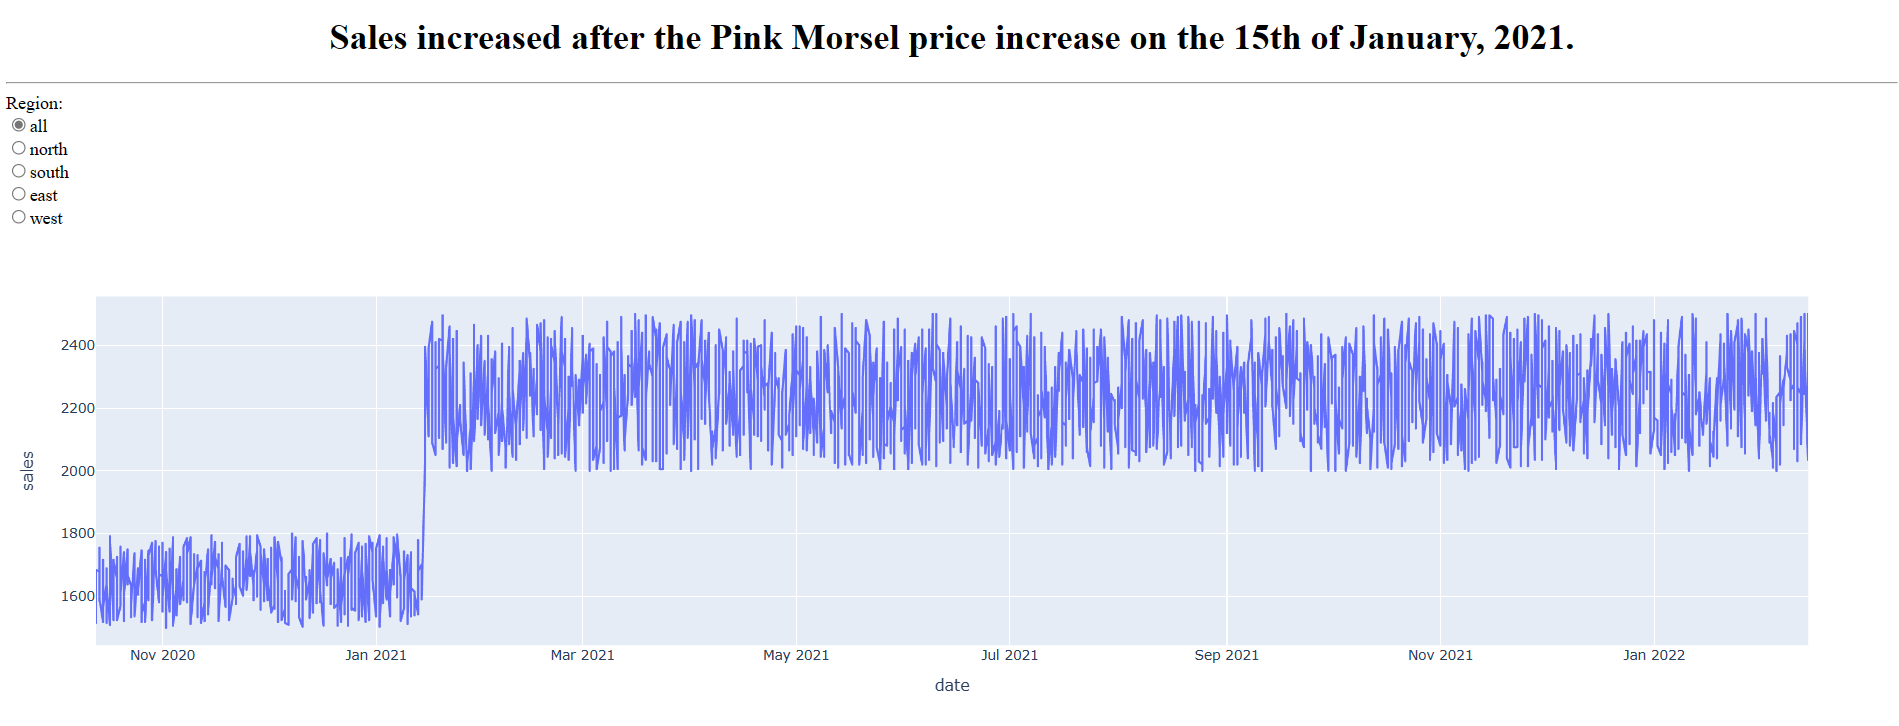 Sales increased after the Pink Morsel price increase on the 15th of January, 2021.
Region:
all
north
south
east
west
2400
2200
2000
1800
1600
sales
Nov 2020
Jan 2021
Mar 2021
May 2021
Jul 2021
Sep 2021
Nov 2021
Jan 2022
date